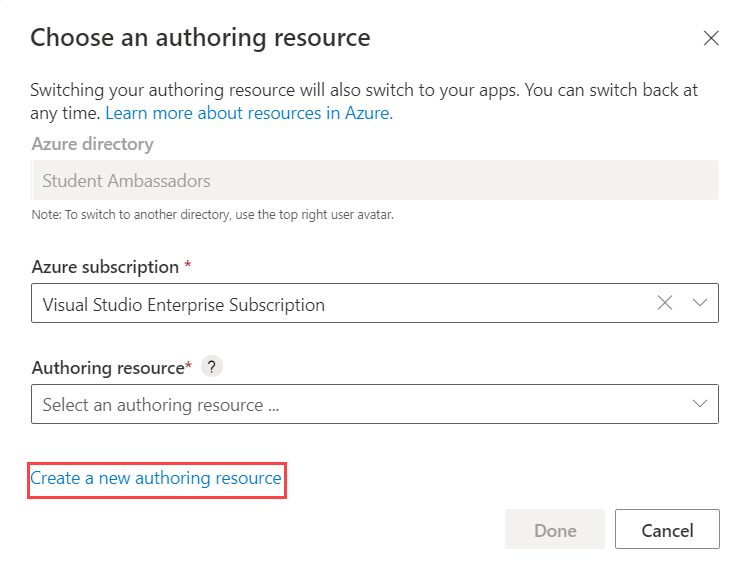 Choose an authoring resource
Switching your authoring resource will also switch to your apps. You can switch back at
any time. Learn more about resources in Azure.
Azure directory
Student Ambassadors
Note: To switch to another directory, use the top right user avatar.
Azure subscription *
Visual Studio Enterprise Subscription
Authoring resource* ?
Select an authoring resource ...
Create a new authoring resource
Done Cancel